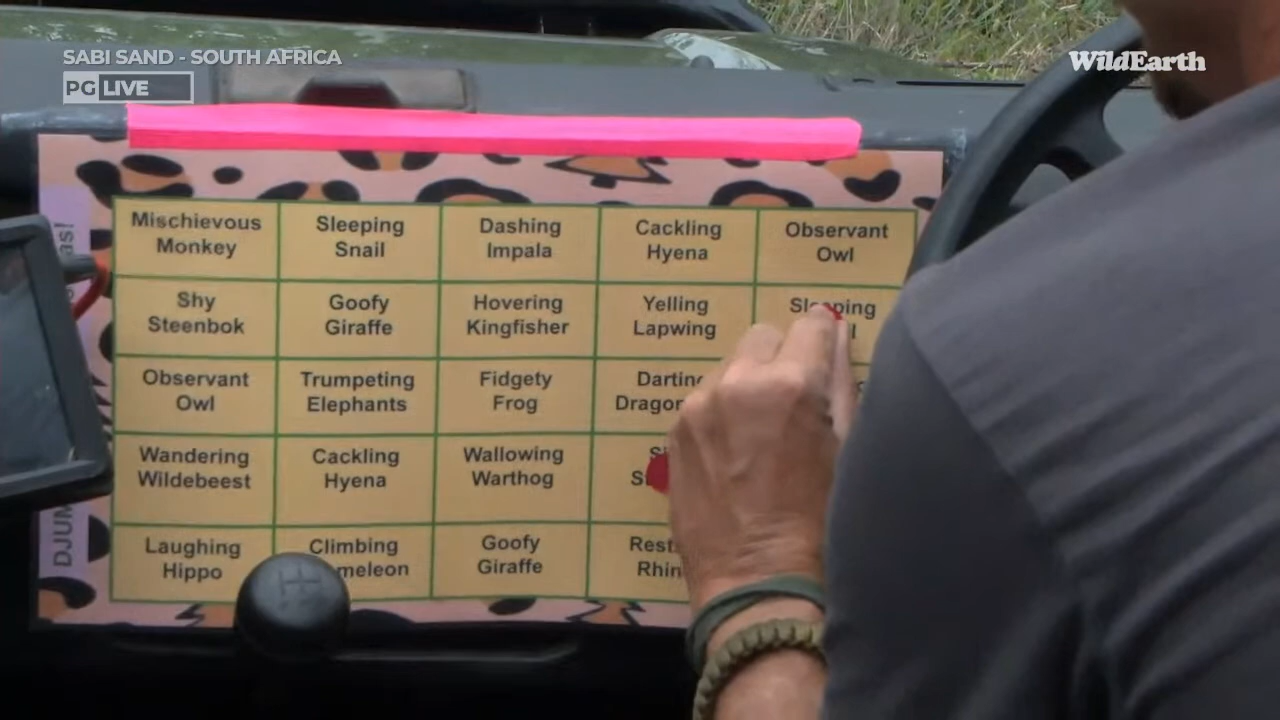 SABI SAND - SOUTH AFRICA
PG LIVE
WildEarth
Mischievous
Monkey
Sleeping
Snail
Dashing
Impala
Cackling
Hyena
Observant
Owl
Shy
Steenbok
Goofy
Giraffe
Hovering
Kingfisher
Yelling
Lapwing
Observant
Owl
Trumpeting
Elephants
Fidgety
Frog
Wandering
Wildebeest
Cackling
Hyena
Wallowing
Warthog
Laughing
Hippo
Climbing
Goofy
Giraffe